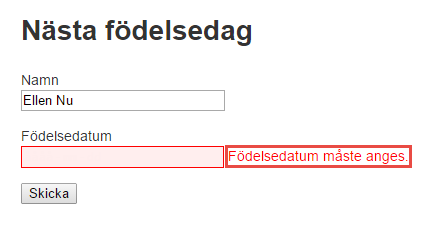 Nästa födelsedag
Namn
Ellen Nu
Födelsedatum
Födelsedatum måste anges.
Skicka